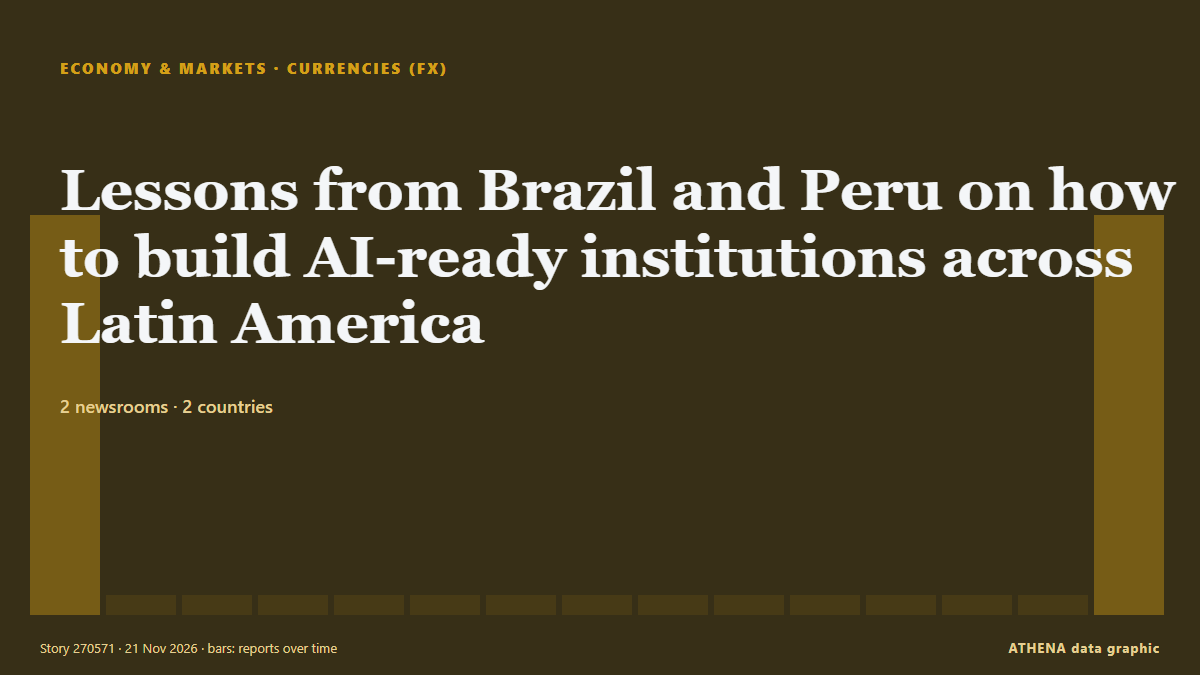 ECONOMY & MARKETS · CURRENCIES (FX)
Lessons from Brazil and Peru on how
to build AI-ready institutions across
Latin America
2 newsrooms · 2 countries
Story 270571 · 21 Nov 2026 · bars: reports over time
ATHENA data graphic